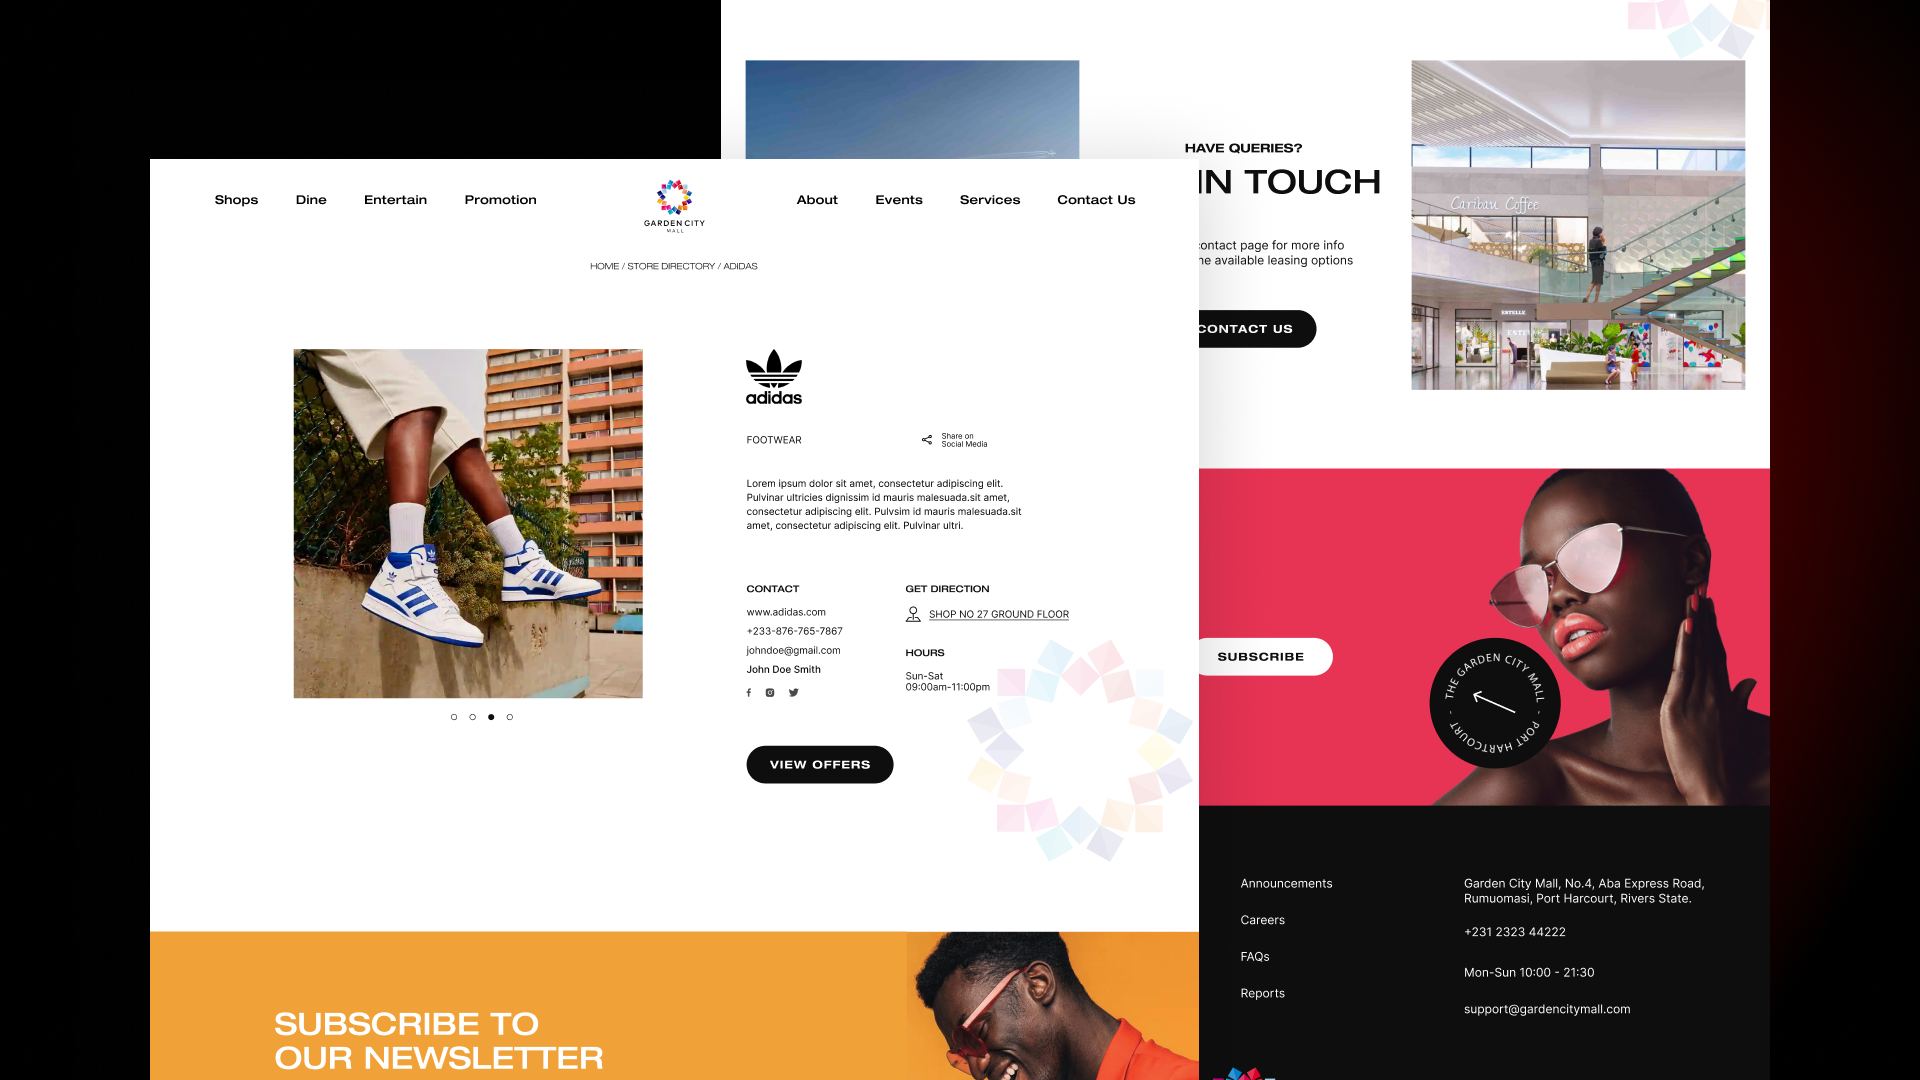 Shops
Dine
Entertain
Promotion
GARDEN CITY
MALL
About
Events
Services
Contact Us
HOME / STORE DIRECTORY / ADIDAS
adidas
FOOTWEAR
Share on
Social Media
Lorem ipsum dolor sit amet, consectetur adipiscing elit.
Pulvinar ultricies dignissim id mauris malesuada.sit amet,
consectetur adipiscing elit. Pulvsim id mauris malesuada.sit
amet, consectetur adipiscing elit. Pulvinar ultri.
CONTACT
www.adidas.com
+233-876-765-7867
johndoe@gmail.com
John Doe Smith
GET DIRECTION
SHOP NO 27 GROUND FLOOR
HOURS
Sun-Sat
09:00am-11:00pm
VIEW OFFERS
SUBSCRIBE TO
OUR NEWSLETTER
HAVE QUERIES?
IN TOUCH
contact page for more info
available leasing options
CONTACT US
Caribau Coffee
ESTELLE
SUBSCRIBE
THE GARDEN CITY MALL - PORT HARTCOURT -
Announcements
Careers
FAQs
Reports
Garden City Mall, No.4, Aba Express Road,
Rumuomasi, Port Harcourt, Rivers State.
+231 2323 44222
Mon-Sun 10:00 - 21:30
support@gardencitymall.com